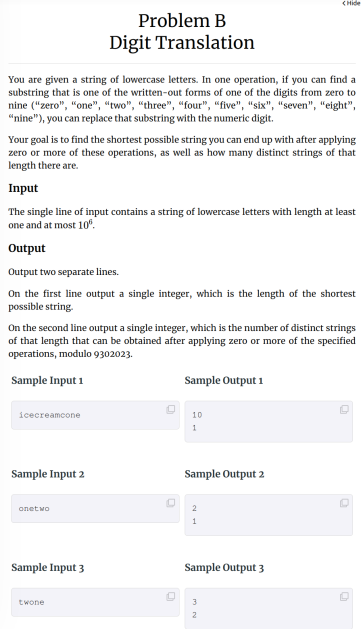 < Hide
Problem B
Digit Translation
You are given a string of lowercase letters. In one operation, if you can find a
substring that is one of the written-out forms of one of the digits from zero to
nine (“zero”, “one”, “two”, “three”, “four”, “five”, “six”, “seven”, “eight”,
“nine”), you can replace that substring with the numeric digit.
Your goal is to find the shortest possible string you can end up with after applying
zero or more of these operations, as well as how many distinct strings of that
length there are.
Input
The single line of input contains a string of lowercase letters with length at least
one and at most 10⁶.
Output
Output two separate lines.
On the first line output a single integer, which is the length of the shortest
possible string.
On the second line output a single integer, which is the number of distinct strings
of that length that can be obtained after applying zero or more of the specified
operations, modulo 9302023.
Sample Input 1 Sample Output 1
icecreamcone 10
1
Sample Input 2 Sample Output 2
onetwo 2
1
Sample Input 3 Sample Output 3
twone 3
2